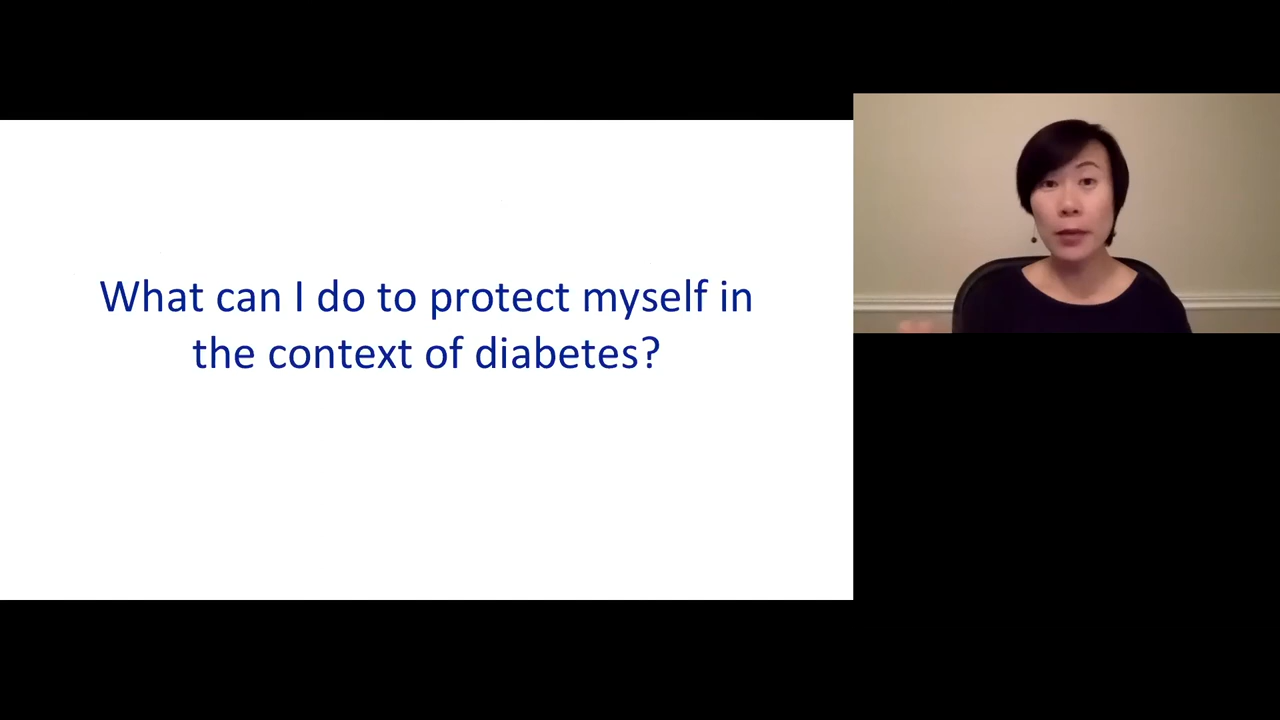 What can I do to protect myself in
the context of diabetes?